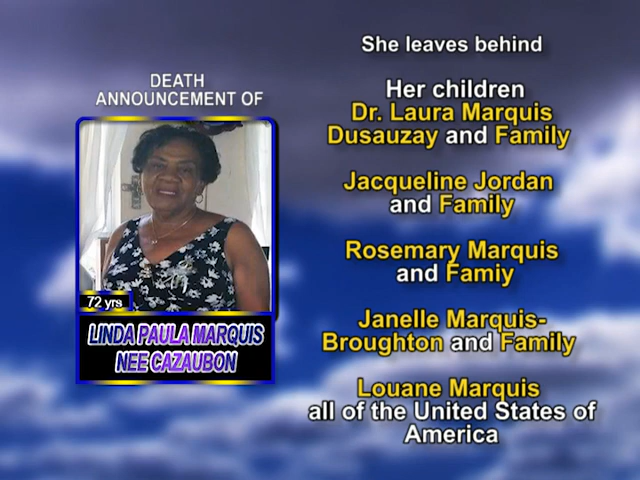 DEATH
ANNOUNCEMENT OF
72 yrs
LINDA PAULA MARQUIS
NEE CAZAUBON
She leaves behind
Her children
Dr. Laura Marquis
Dusauzay and Family
Jacqueline Jordan
and Family
Rosemary Marquis
and Famiy
Janelle Marquis-
Broughton and Family
Louane Marquis
all of the United States of
America